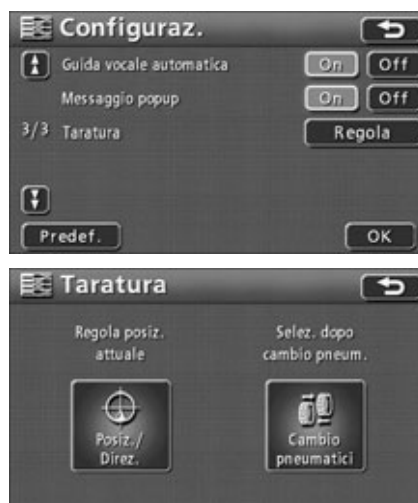 Configuraz.
Guida vocale automatica On Off
Messaggio popup On Off
3/3 Taratura Regola
Predef. OK
Taratura
Regola posiz. Selez. dopo
attuale cambio pneum.
Posiz./ Cambio
Direz. pneumatici